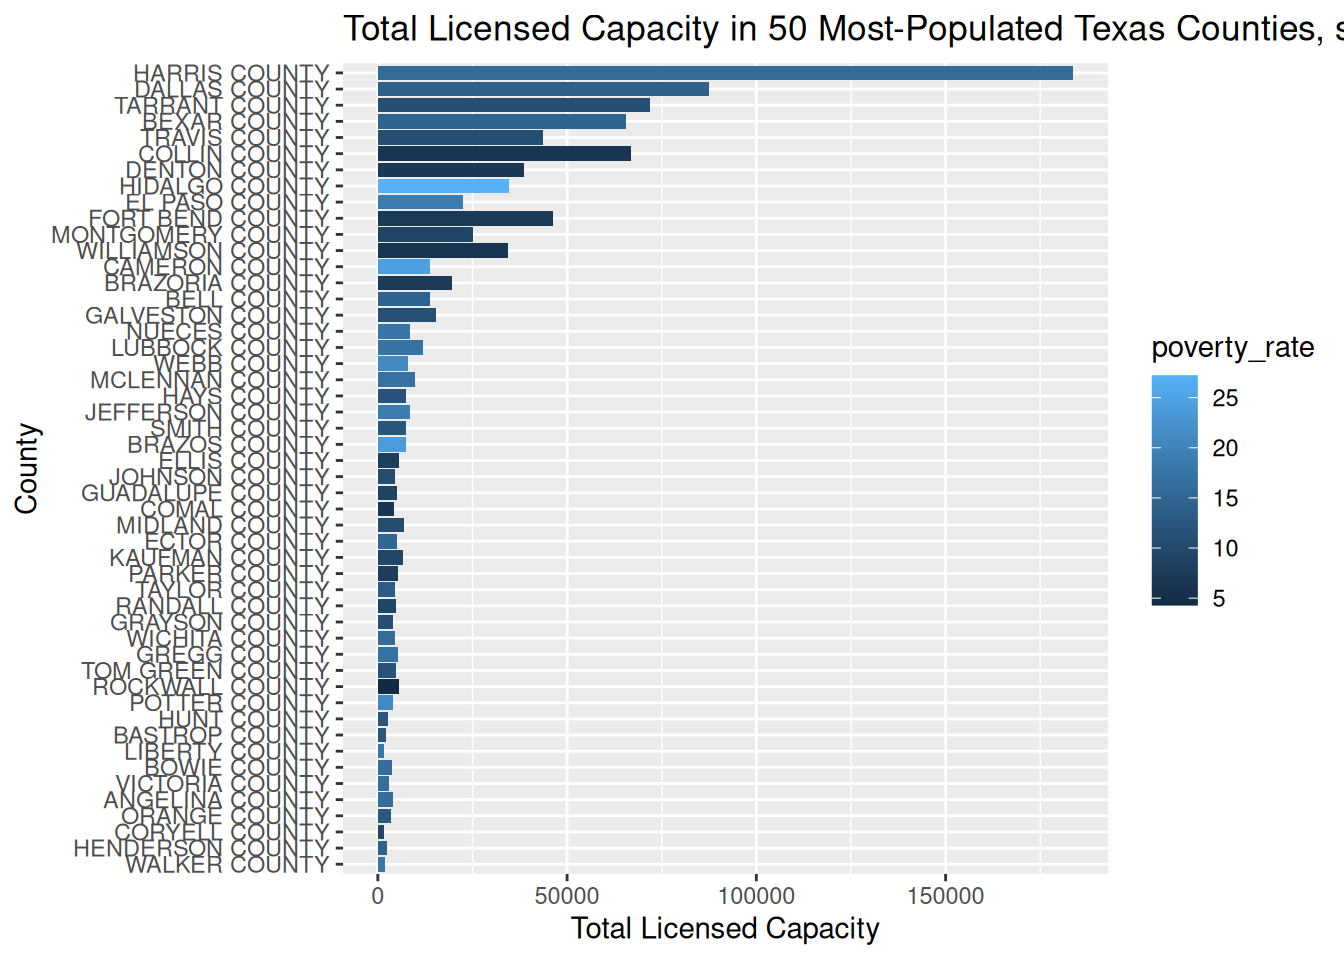 Total Licensed Capacity in 50 Most-Populated Texas Counties, s
HARRIS COUNTY
DALLAS COUNTY
TARRANT COUNTY
BEXAR COUNTY
TRAVIS COUNTY
COLLIN COUNTY
DENTON COUNTY
HIDALGO COUNTY
EL PASO COUNTY
FORT BEND COUNTY
MONTGOMERY COUNTY
WILLIAMSON COUNTY
CAMERON COUNTY
BRAZORIA COUNTY
BELL COUNTY
GALVESTON COUNTY
NUECES COUNTY
LUBBOCK COUNTY
WEBB COUNTY
MCLENNAN COUNTY
HAYS COUNTY
JEFFERSON COUNTY
SMITH COUNTY
BRAZOS COUNTY
ELLIS COUNTY
JOHNSON COUNTY
GUADALUPE COUNTY
COMAL COUNTY
MIDLAND COUNTY
ECTOR COUNTY
KAUFMAN COUNTY
PARKER COUNTY
TAYLOR COUNTY
RANDALL COUNTY
GRAYSON COUNTY
WICHITA COUNTY
GREGG COUNTY
TOM GREEN COUNTY
ROCKWALL COUNTY
POTTER COUNTY
HUNT COUNTY
BASTROP COUNTY
LIBERTY COUNTY
BOWIE COUNTY
VICTORIA COUNTY
ANGELINA COUNTY
ORANGE COUNTY
CORYELL COUNTY
HENDERSON COUNTY
WALKER COUNTY
County
0 50000 100000 150000
Total Licensed Capacity
poverty_rate
25
20
15
10
5